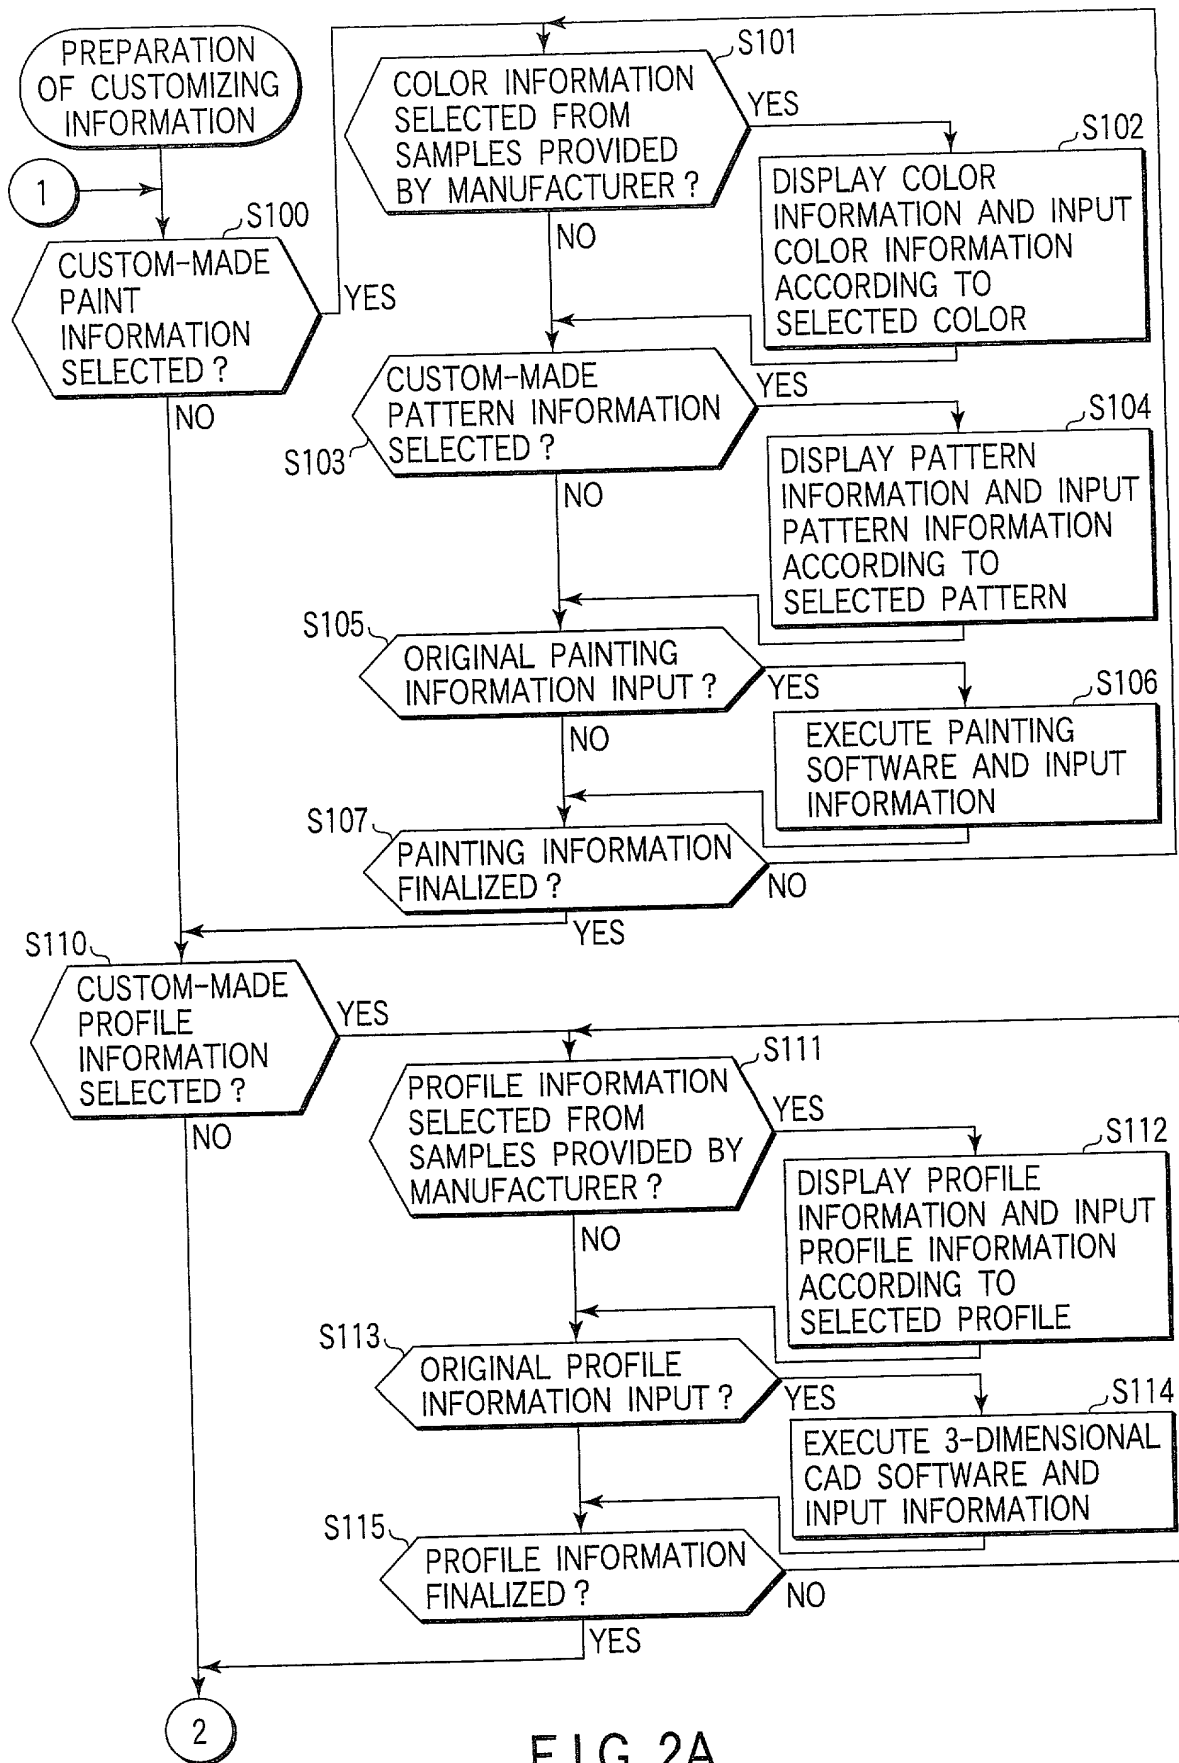 PREPARATION
OF CUSTOMIZING
INFORMATION
1
S100
CUSTOM-MADE
PAINT
INFORMATION
SELECTED ?
YES
NO
S101
COLOR INFORMATION
SELECTED FROM
SAMPLES PROVIDED
BY MANUFACTURER ?
YES
NO
S102
DISPLAY COLOR
INFORMATION AND INPUT
COLOR INFORMATION
ACCORDING TO
SELECTED COLOR
CUSTOM-MADE
PATTERN INFORMATION
SELECTED ?
S103
YES
NO
S104
DISPLAY PATTERN
INFORMATION AND INPUT
PATTERN INFORMATION
ACCORDING TO
SELECTED PATTERN
S105
ORIGINAL PAINTING
INFORMATION INPUT ?
YES
NO
S106
EXECUTE PAINTING
SOFTWARE AND INPUT
INFORMATION
S107
PAINTING INFORMATION
FINALIZED ?
NO
YES
S110
CUSTOM-MADE
PROFILE
INFORMATION
SELECTED ?
YES
NO
S111
PROFILE INFORMATION
SELECTED FROM
SAMPLES PROVIDED BY
MANUFACTURER ?
YES
NO
S112
DISPLAY PROFILE
INFORMATION AND INPUT
PROFILE INFORMATION
ACCORDING TO
SELECTED PROFILE
S113
ORIGINAL PROFILE
INFORMATION INPUT ?
YES
S114
EXECUTE 3-DIMENSIONAL
CAD SOFTWARE AND
INPUT INFORMATION
S115
PROFILE INFORMATION
FINALIZED ?
NO
YES
2
FIG. 2A